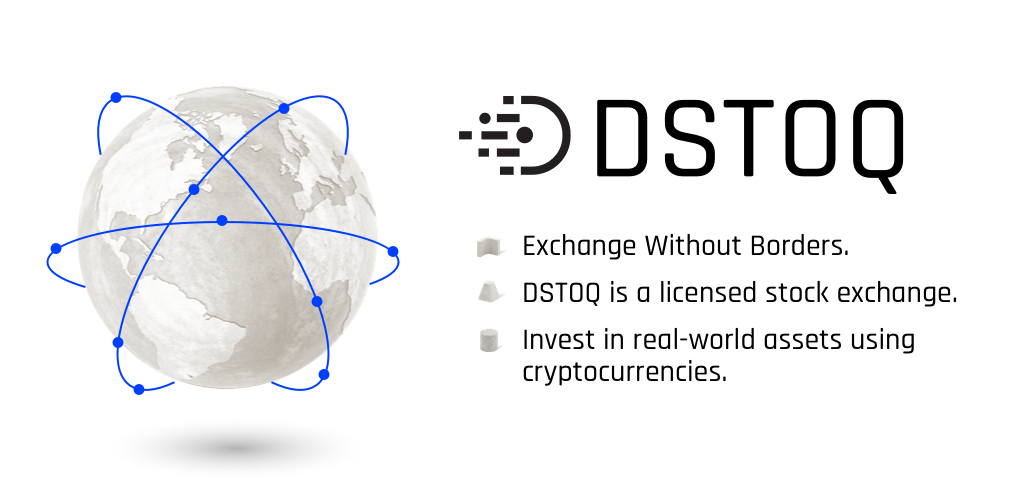 DSTOQ
Exchange Without Borders.
DSTOQ is a licensed stock exchange.
Invest in real-world assets using
cryptocurrencies.